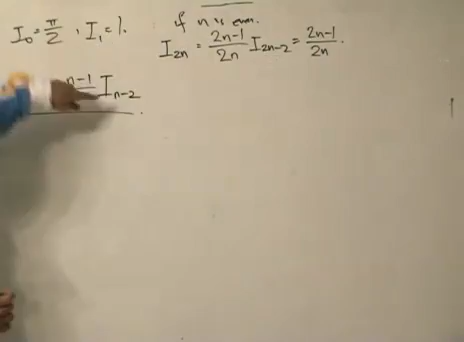 I₀ = π/2 , I₁ = 1.
if n is even.
I₂ₙ = (2n-1)/(2n) I₂ₙ₋₂ = (2n-1)/(2n) .
(n-1) Iₙ₋₂ .